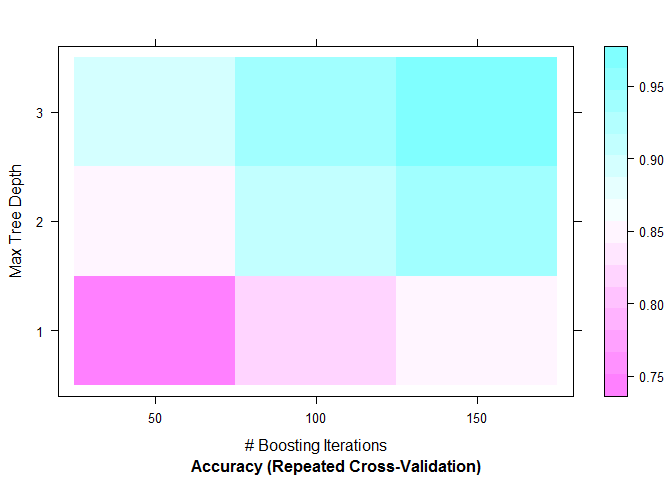 3
2
1
Max Tree Depth
50 100 150
# Boosting Iterations
Accuracy (Repeated Cross-Validation)
0.95
0.90
0.85
0.80
0.75